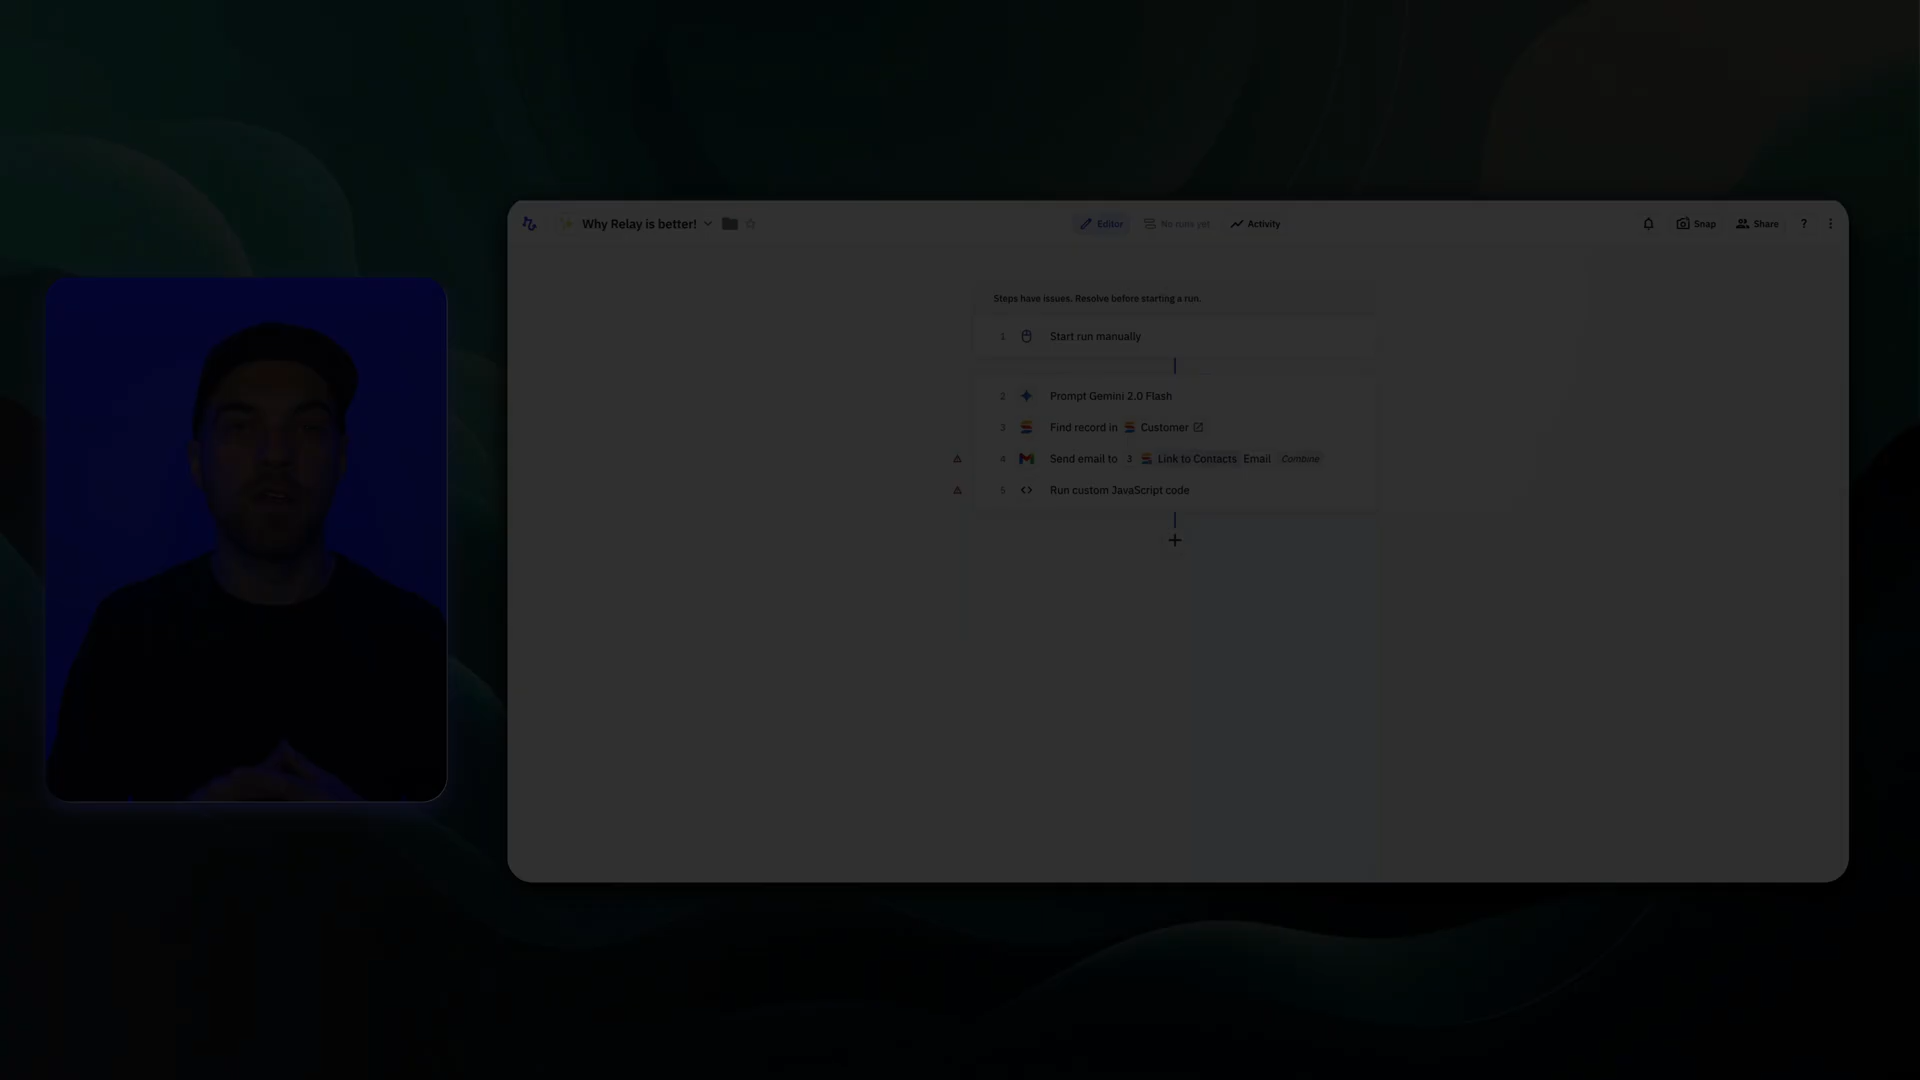 Why Relay is better!
Editor
No runs yet
Activity
Snap
Share
?
Steps have issues. Resolve before starting a run.
1 Start run manually
2 Prompt Gemini 2.0 Flash
3 Find record in Customer
4 Send email to 3 Link to Contacts Email Combine
5 Run custom JavaScript code